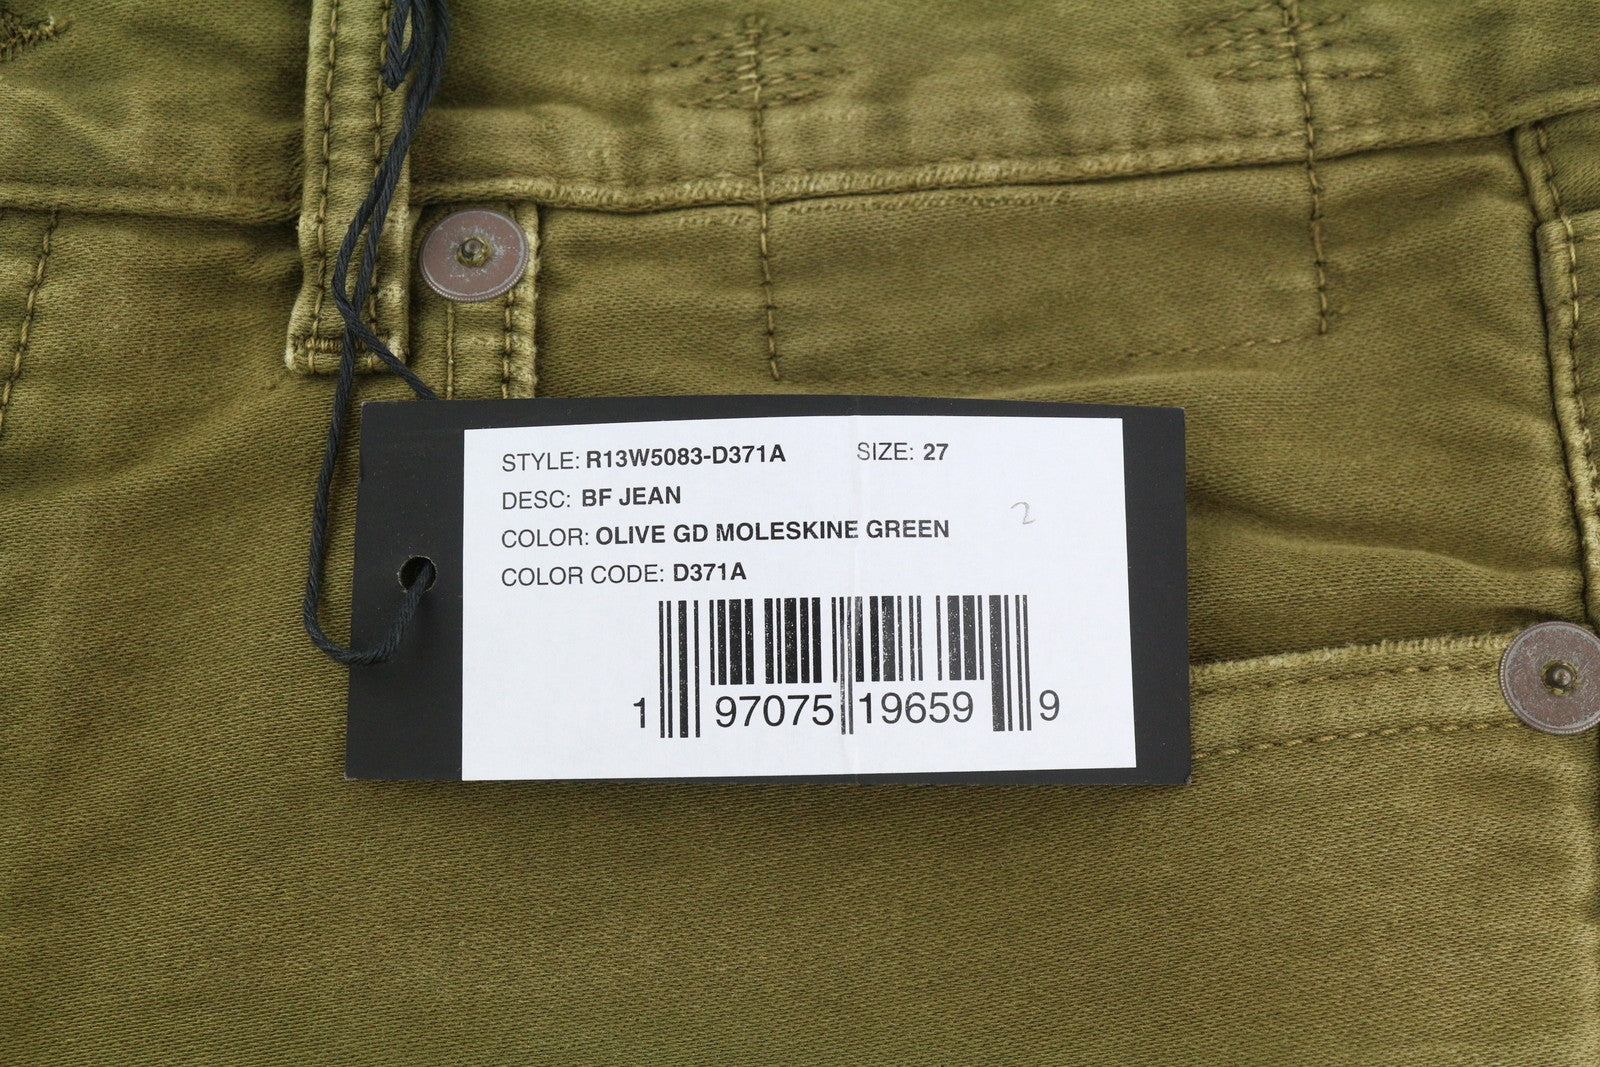 STYLE: R13W5083-D371A SIZE: 27
DESC: BF JEAN
COLOR: OLIVE GD MOLESKINE GREEN
2
COLOR CODE: D371A
1 97075 19659 9